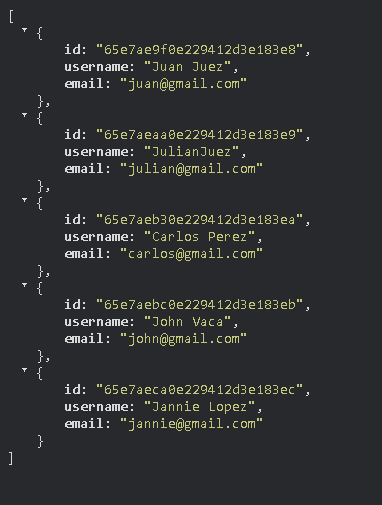 [
{
id: "65e7ae9f0e229412d3e183e8",
username: "Juan Juez",
email: "juan@gmail.com"
},
{
id: "65e7aeaa0e229412d3e183e9",
username: "JulianJuez",
email: "julian@gmail.com"
},
{
id: "65e7aeb30e229412d3e183ea",
username: "Carlos Perez",
email: "carlos@gmail.com"
},
{
id: "65e7aebc0e229412d3e183eb",
username: "John Vaca",
email: "john@gmail.com"
},
{
id: "65e7aeca0e229412d3e183ec",
username: "Jannie Lopez",
email: "jannie@gmail.com"
}
]